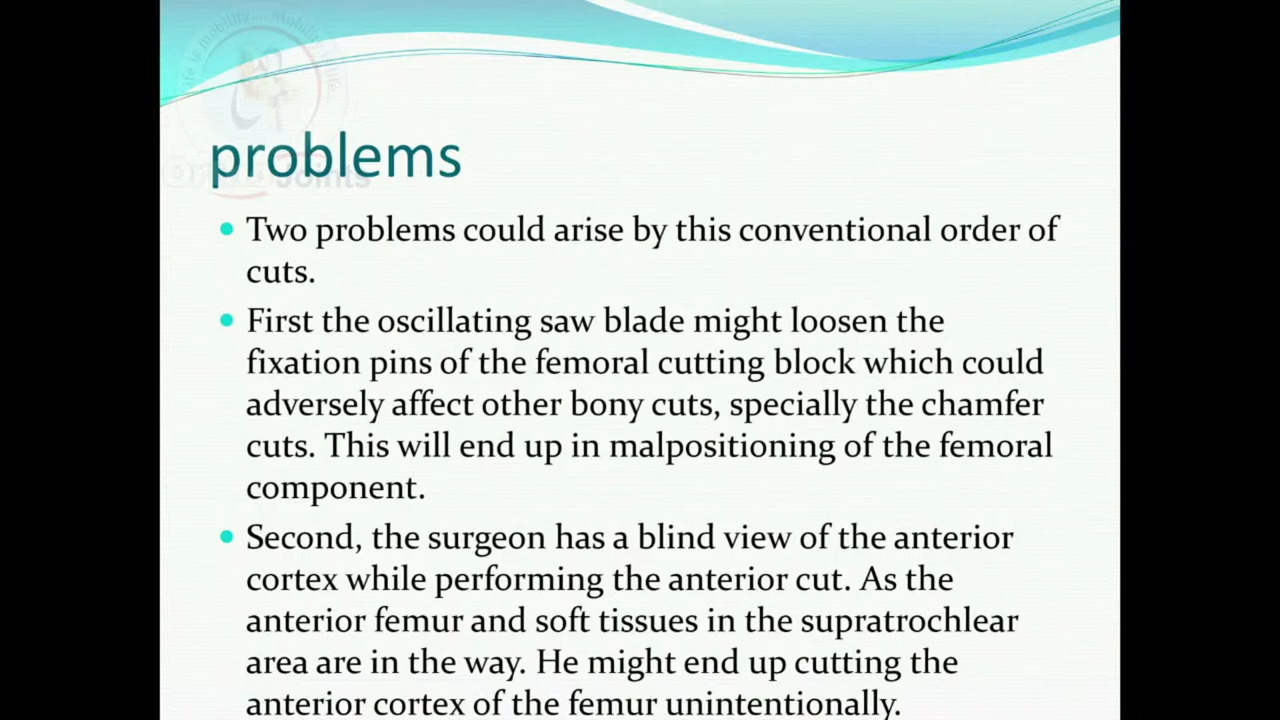 problems
Two problems could arise by this conventional order of
cuts.
First the oscillating saw blade might loosen the
fixation pins of the femoral cutting block which could
adversely affect other bony cuts, specially the chamfer
cuts. This will end up in malpositioning of the femoral
component.
Second, the surgeon has a blind view of the anterior
cortex while performing the anterior cut. As the
anterior femur and soft tissues in the supratrochlear
area are in the way. He might end up cutting the
anterior cortex of the femur unintentionally.